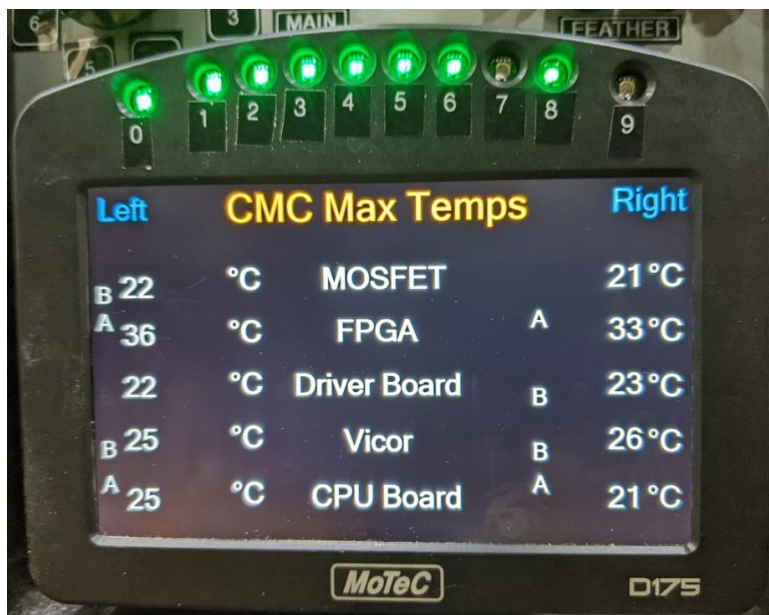 6 3 MAIN FEATHER
5
0 1 2 3 4 5 6 7 8 9
Left CMC Max Temps Right
B 22 °C MOSFET 21°C
A 36 °C FPGA A 33°C
22 °C Driver Board B 23°C
B 25 °C Vicor B 26°C
A 25 °C CPU Board A 21°C
MoTeC D175